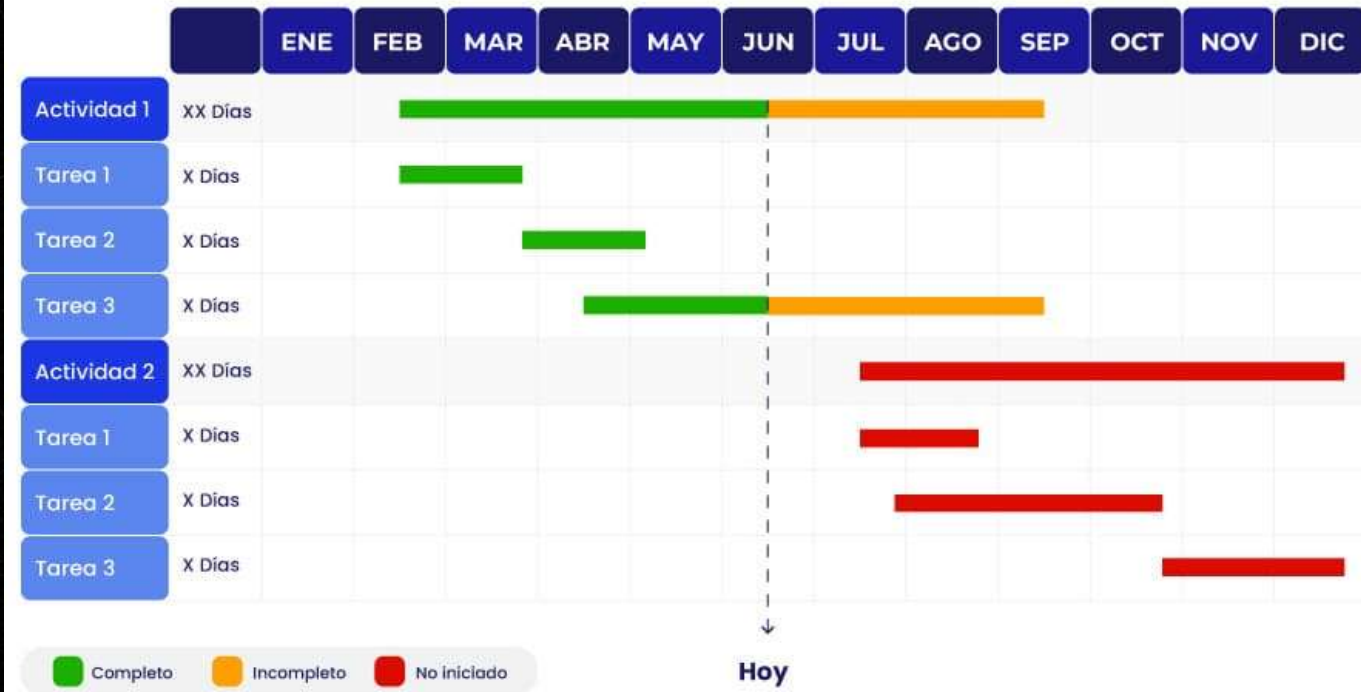 ENE FEB MAR ABR MAY JUN JUL AGO SEP OCT NOV DIC
Actividad 1 XX Días
Tarea 1 X Días
Tarea 2 X Días
Tarea 3 X Días
Actividad 2 XX Días
Tarea 1 X Días
Tarea 2 X Días
Tarea 3 X Días
Completo Incompleto No iniciado Hoy